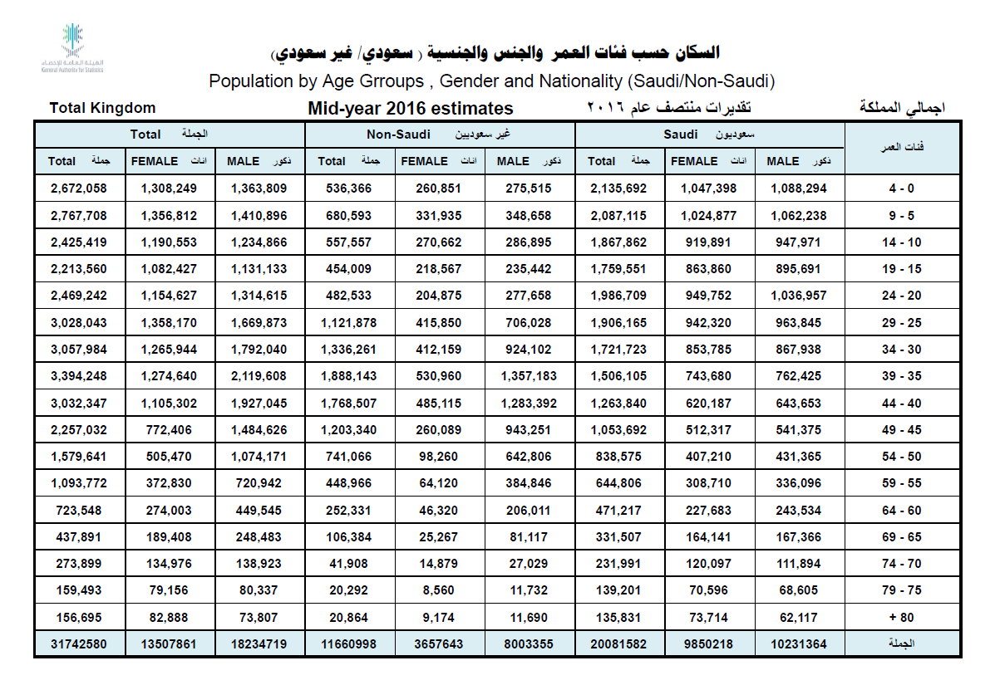 الهيئة العامة للإحصاء
General Authority for Statistics
السكان حسب فئات العمر والجنس والجنسية ( سعودي/ غير سعودي)
Population by Age Grroups , Gender and Nationality (Saudi/Non-Saudi)
Total Kingdom Mid-year 2016 estimates تقديرات منتصف عام ٢٠١٦ اجمالي المملكة
Total الجملة Non-Saudi غير سعوديين Saudi سعوديون فئات العمر
Total جملة FEMALE اناث MALE ذكور Total جملة FEMALE اناث MALE ذكور Total جملة FEMALE اناث MALE ذكور
2,672,058 1,308,249 1,363,809 536,366 260,851 275,515 2,135,692 1,047,398 1,088,294 4 - 0
2,767,708 1,356,812 1,410,896 680,593 331,935 348,658 2,087,115 1,024,877 1,062,238 9 - 5
2,425,419 1,190,553 1,234,866 557,557 270,662 286,895 1,867,862 919,891 947,971 14 - 10
2,213,560 1,082,427 1,131,133 454,009 218,567 235,442 1,759,551 863,860 895,691 19 - 15
2,469,242 1,154,627 1,314,615 482,533 204,875 277,658 1,986,709 949,752 1,036,957 24 - 20
3,028,043 1,358,170 1,669,873 1,121,878 415,850 706,028 1,906,165 942,320 963,845 29 - 25
3,057,984 1,265,944 1,792,040 1,336,261 412,159 924,102 1,721,723 853,785 867,938 34 - 30
3,394,248 1,274,640 2,119,608 1,888,143 530,960 1,357,183 1,506,105 743,680 762,425 39 - 35
3,032,347 1,105,302 1,927,045 1,768,507 485,115 1,283,392 1,263,840 620,187 643,653 44 - 40
2,257,032 772,406 1,484,626 1,203,340 260,089 943,251 1,053,692 512,317 541,375 49 - 45
1,579,641 505,470 1,074,171 741,066 98,260 642,806 838,575 407,210 431,365 54 - 50
1,093,772 372,830 720,942 448,966 64,120 384,846 644,806 308,710 336,096 59 - 55
723,548 274,003 449,545 252,331 46,320 206,011 471,217 227,683 243,534 64 - 60
437,891 189,408 248,483 106,384 25,267 81,117 331,507 164,141 167,366 69 - 65
273,899 134,976 138,923 41,908 14,879 27,029 231,991 120,097 111,894 74 - 70
159,493 79,156 80,337 20,292 8,560 11,732 139,201 70,596 68,605 79 - 75
156,695 82,888 73,807 20,864 9,174 11,690 135,831 73,714 62,117 + 80
31742580 13507861 18234719 11660998 3657643 8003355 20081582 9850218 10231364 الجملة